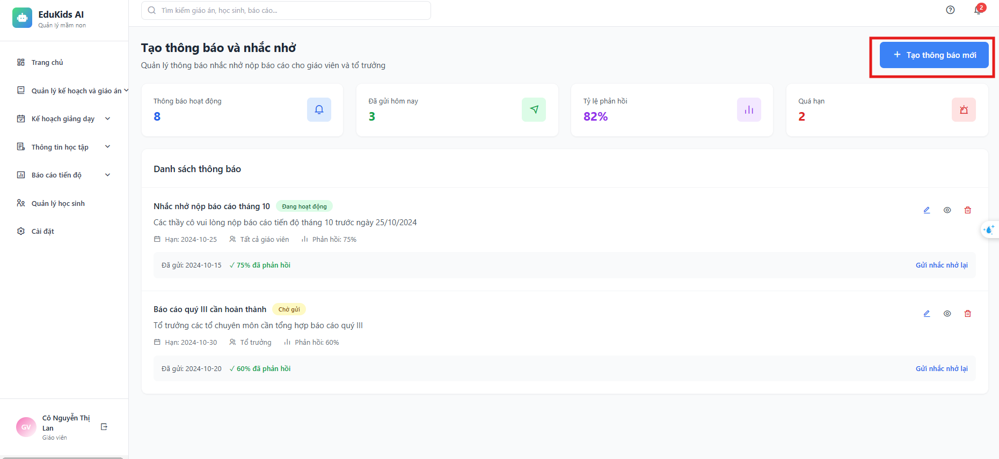 EduKids AI
Quản lý mầm non
Tìm kiếm giáo án, học sinh, báo cáo...
2
Trang chủ
Quản lý kế hoạch và giáo án
Kế hoạch giảng dạy
Thông tin học tập
Báo cáo tiến độ
Quản lý học sinh
Cài đặt
GV
Cô Nguyễn Thị
Lan
Giáo viên
Tạo thông báo và nhắc nhở
Quản lý thông báo nhắc nhở nộp báo cáo cho giáo viên và tổ trưởng
+ Tạo thông báo mới
Thông báo hoạt động
8
Đã gửi hôm nay
3
Tỷ lệ phản hồi
82%
Quá hạn
2
Danh sách thông báo
Nhắc nhở nộp báo cáo tháng 10 Đang hoạt động
Các thầy cô vui lòng nộp báo cáo tiến độ tháng 10 trước ngày 25/10/2024
Hạn: 2024-10-25 Tất cả giáo viên Phản hồi: 75%
Đã gửi: 2024-10-15 ✓ 75% đã phản hồi Gửi nhắc nhở lại
Báo cáo quý III cần hoàn thành Chờ gửi
Tổ trưởng các tổ chuyên môn cần tổng hợp báo cáo quý III
Hạn: 2024-10-30 Tổ trưởng Phản hồi: 60%
Đã gửi: 2024-10-20 ✓ 60% đã phản hồi Gửi nhắc nhở lại